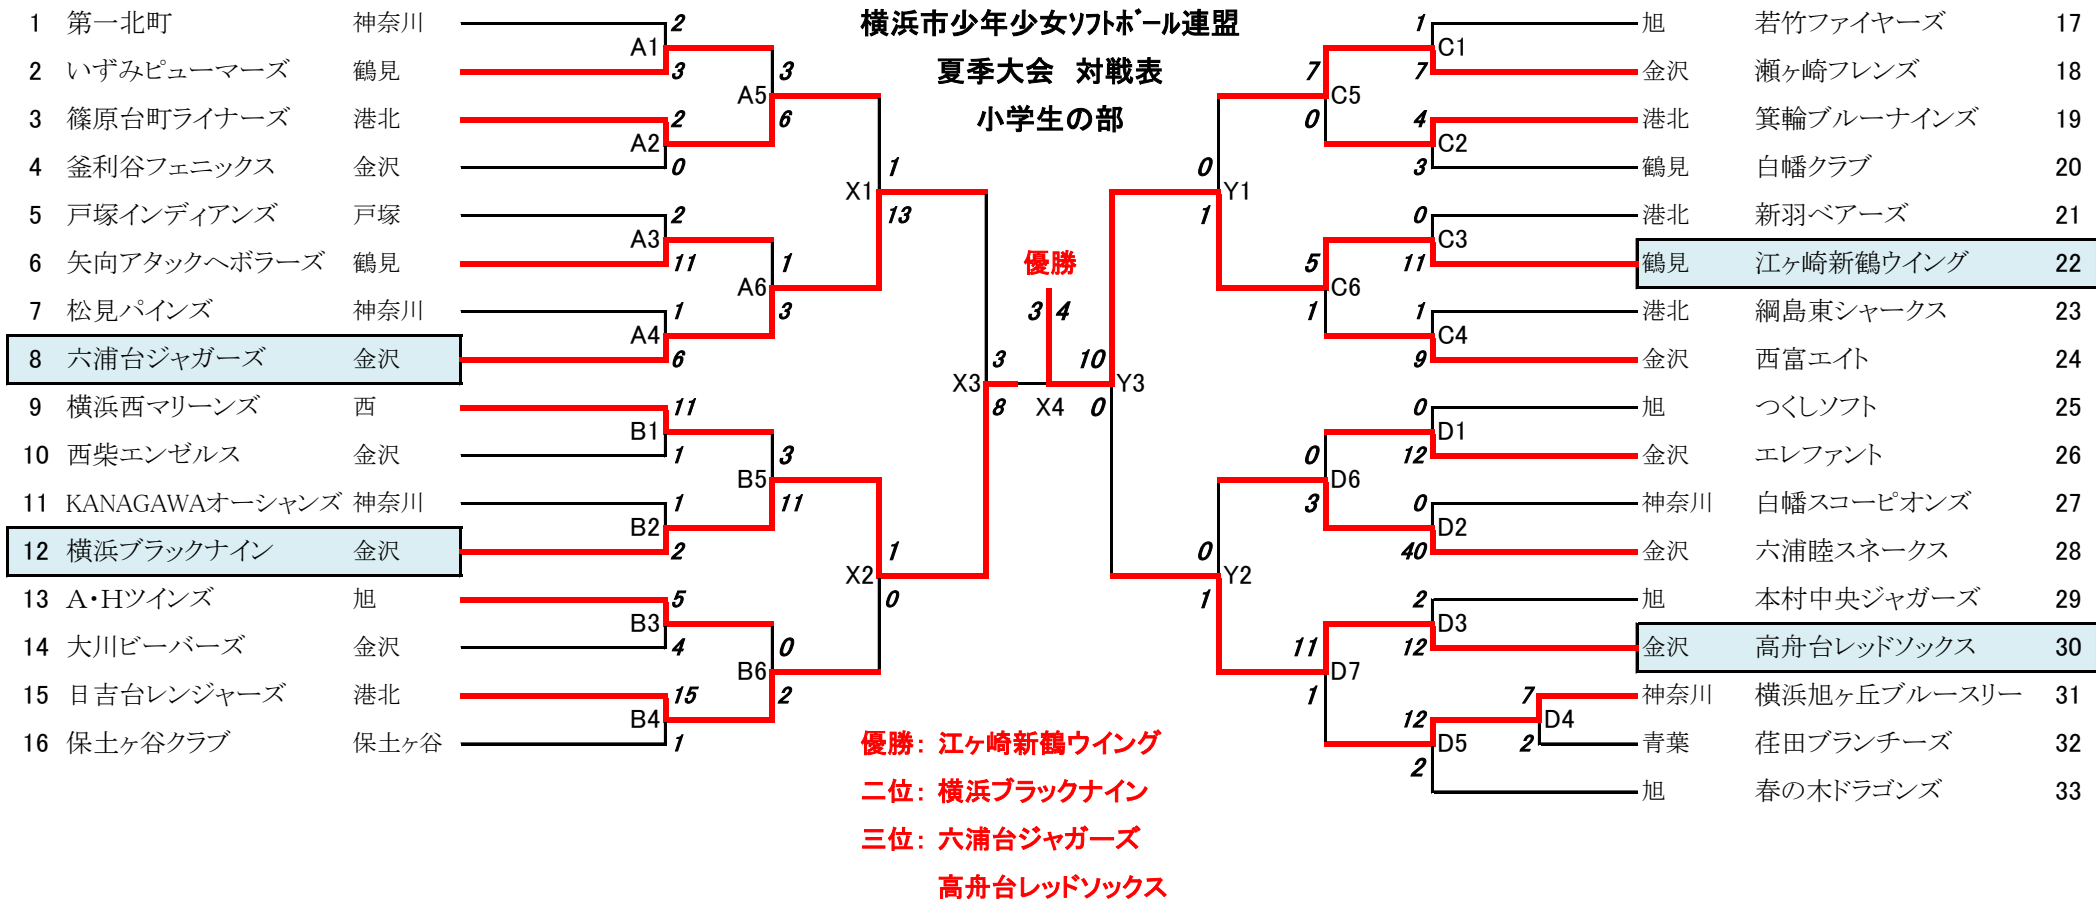 横浜市少年少女ソフトボール連盟
夏季大会 対戦表
小学生の部
1 第一北町 神奈川 2
A1
2 いずみピューマーズ 鶴見 3
3
A5
6
3 篠原台町ライナーズ 港北 2
A2
4 釜利谷フェニックス 金沢 0
1
X1
13
5 戸塚インディアンズ 戸塚 2
A3
6 矢向アタックヘボラーズ 鶴見 11
1
A6
3
7 松見パインズ 神奈川 1
A4
8 六浦台ジャガーズ 金沢 6
3
X3
8
9 横浜西マリーンズ 西 11
B1
10 西柴エンゼルス 金沢 1
3
B5
11
11 KANAGAWAオーシャンズ 神奈川 1
B2
12 横浜ブラックナイン 金沢 2
1
X2
0
13 A・Hツインズ 旭 5
B3
14 大川ビーバーズ 金沢 4
0
B6
2
15 日吉台レンジャーズ 港北 15
B4
16 保土ヶ谷クラブ 保土ヶ谷 1
優勝
3 4
X4
1 旭 若竹ファイヤーズ 17
C1
7 金沢 瀬ヶ崎フレンズ 18
7
C5
0
4 港北 箕輪ブルーナインズ 19
C2
3 鶴見 白幡クラブ 20
0
Y1
1
0 港北 新羽ベアーズ 21
C3
11 鶴見 江ヶ崎新鶴ウイング 22
5
C6
1
1 港北 綱島東シャークス 23
C4
9 金沢 西富エイト 24
10
Y3
0
0 旭 つくしソフト 25
D1
12 金沢 エレファント 26
0
D6
3
0 神奈川 白幡スコーピオンズ 27
D2
40 金沢 六浦睦スネークス 28
0
Y2
1
2 旭 本村中央ジャガーズ 29
D3
12 金沢 高舟台レッドソックス 30
11
D7
1
7 神奈川 横浜旭ヶ丘ブルースリー 31
D4
2 青葉 荏田ブランチーズ 32
12
D5
2 旭 春の木ドラゴンズ 33
優勝: 江ヶ崎新鶴ウイング
二位: 横浜ブラックナイン
三位: 六浦台ジャガーズ
高舟台レッドソックス